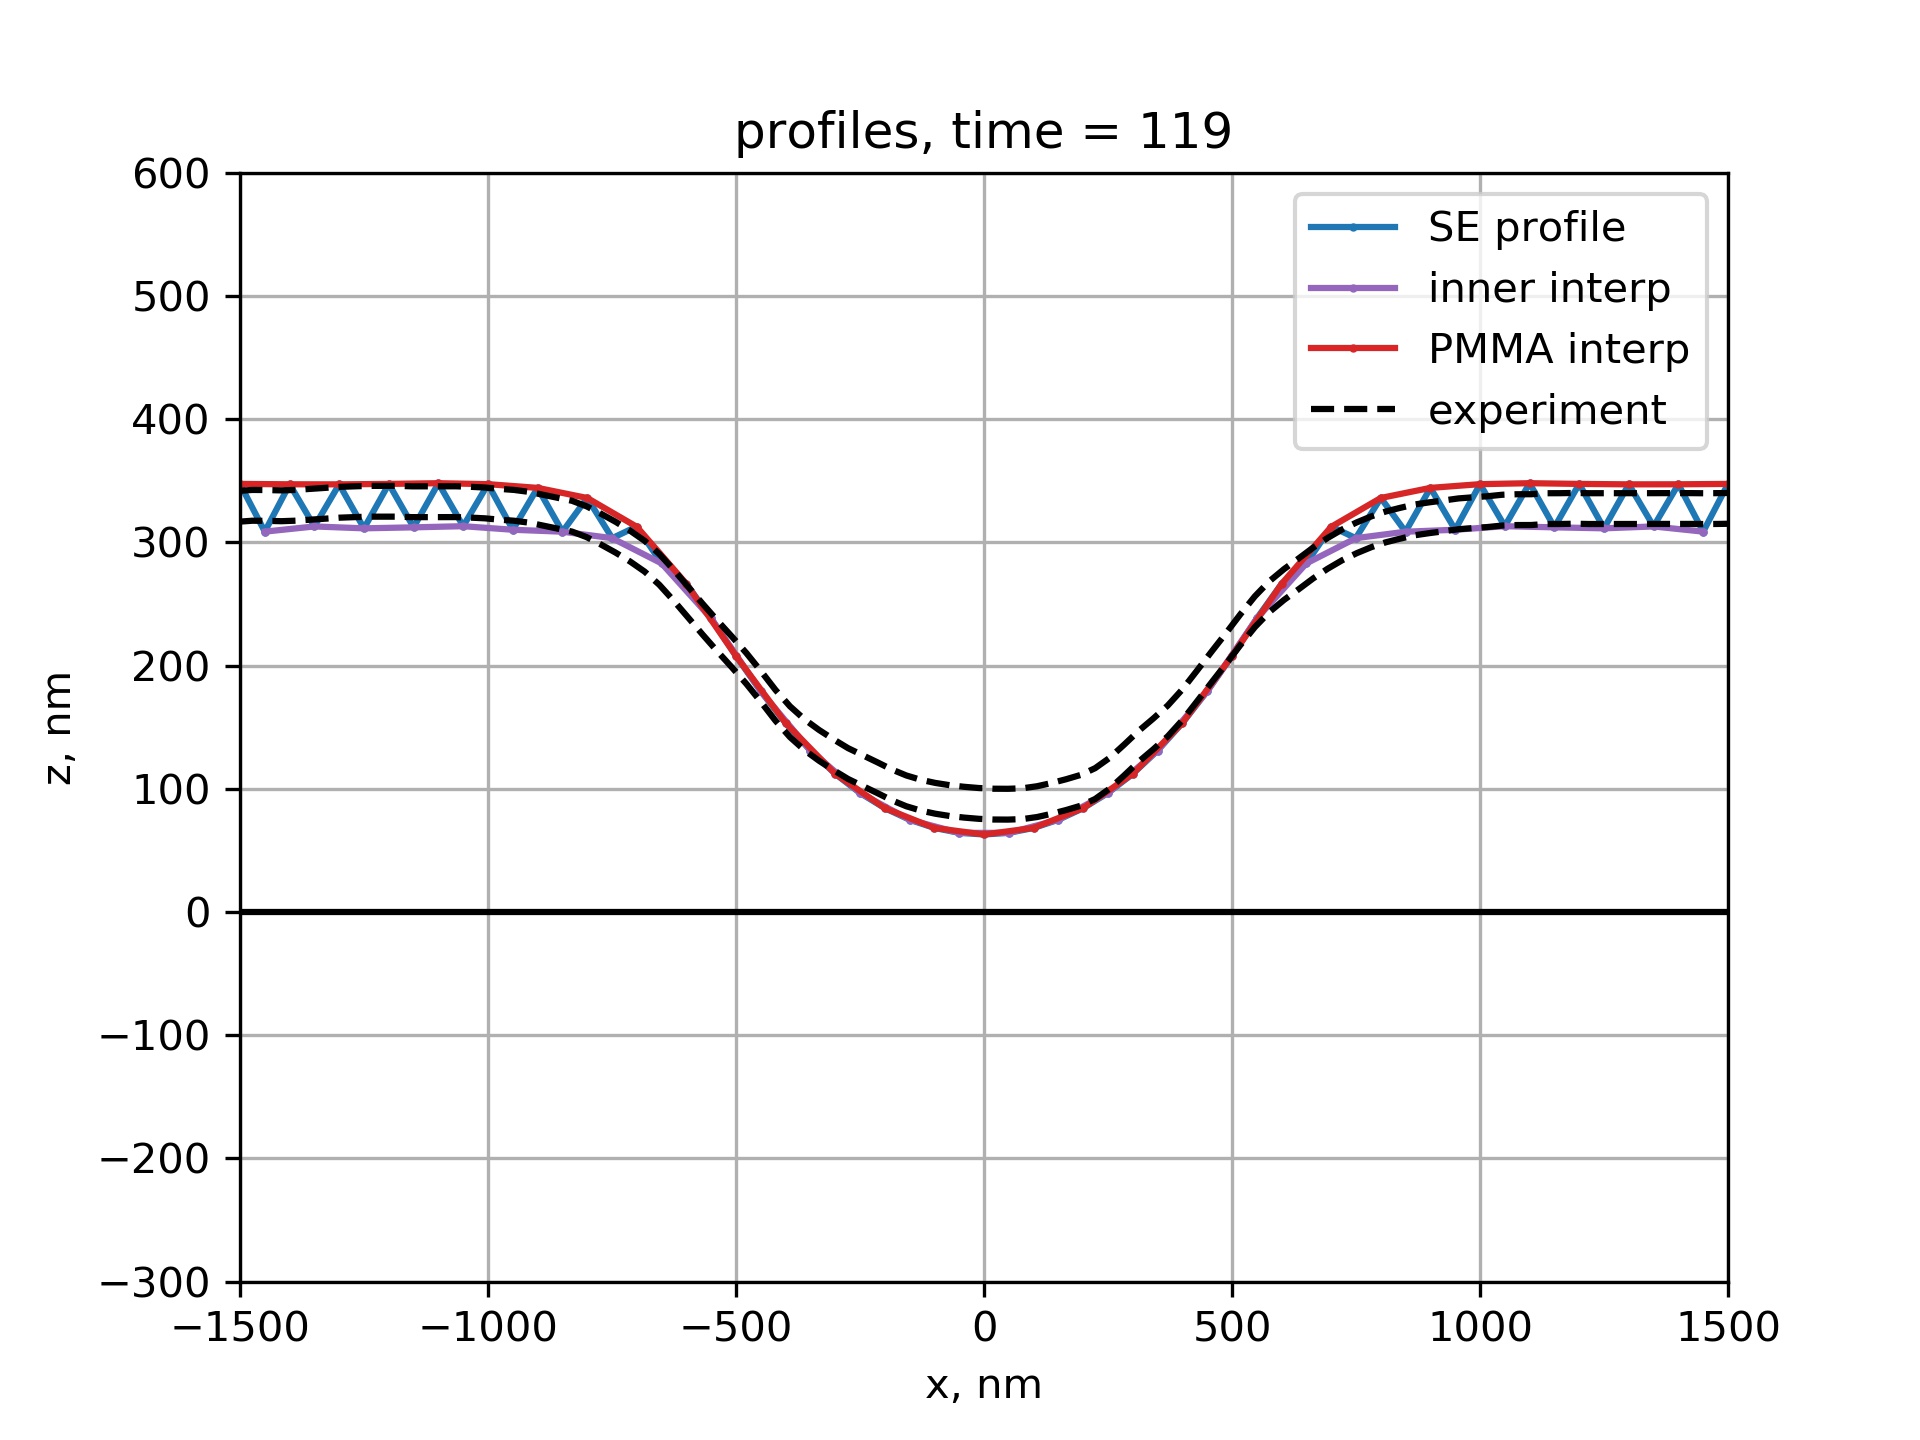 profiles, time = 119
600
500
400
300
200
100
0
−100
−200
−300
z, nm
SE profile
inner interp
PMMA interp
experiment
−1500 −1000 −500 0 500 1000 1500
x, nm